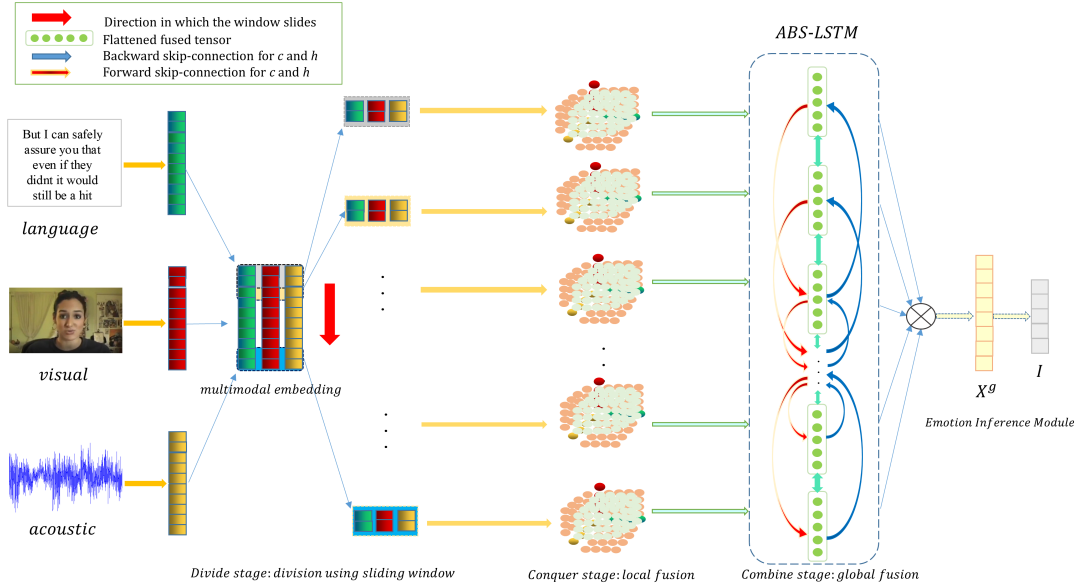 Direction in which the window slides
Flattened fused tensor
Backward skip-connection for c and h
Forward skip-connection for c and h
ABS-LSTM
But I can safely
assure you that
even if they
didnt it would
still be a hit
language
visual
multimodal embedding
acoustic
X^g
I
Emotion Inference Module
Divide stage: division using sliding window
Conquer stage: local fusion
Combine stage: global fusion